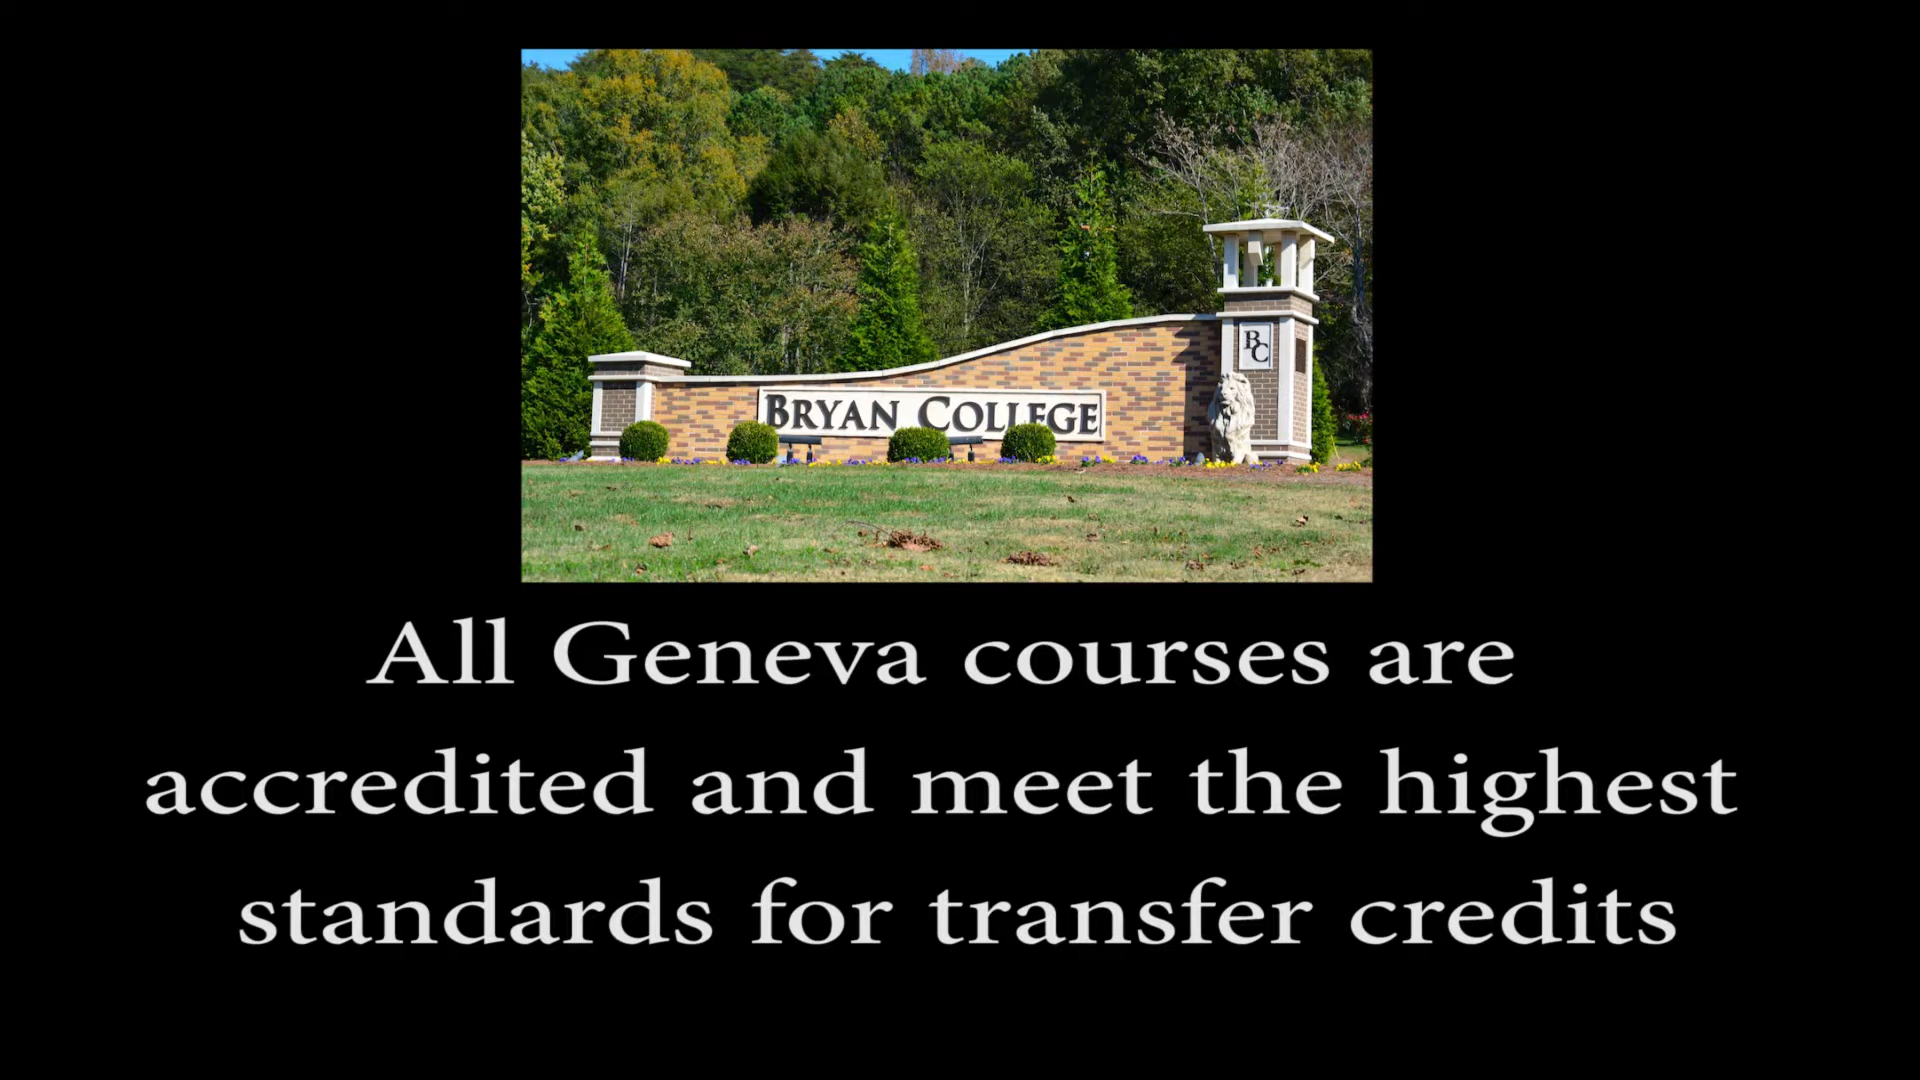 BC
BRYAN COLLEGE
All Geneva courses are
accredited and meet the highest
standards for transfer credits